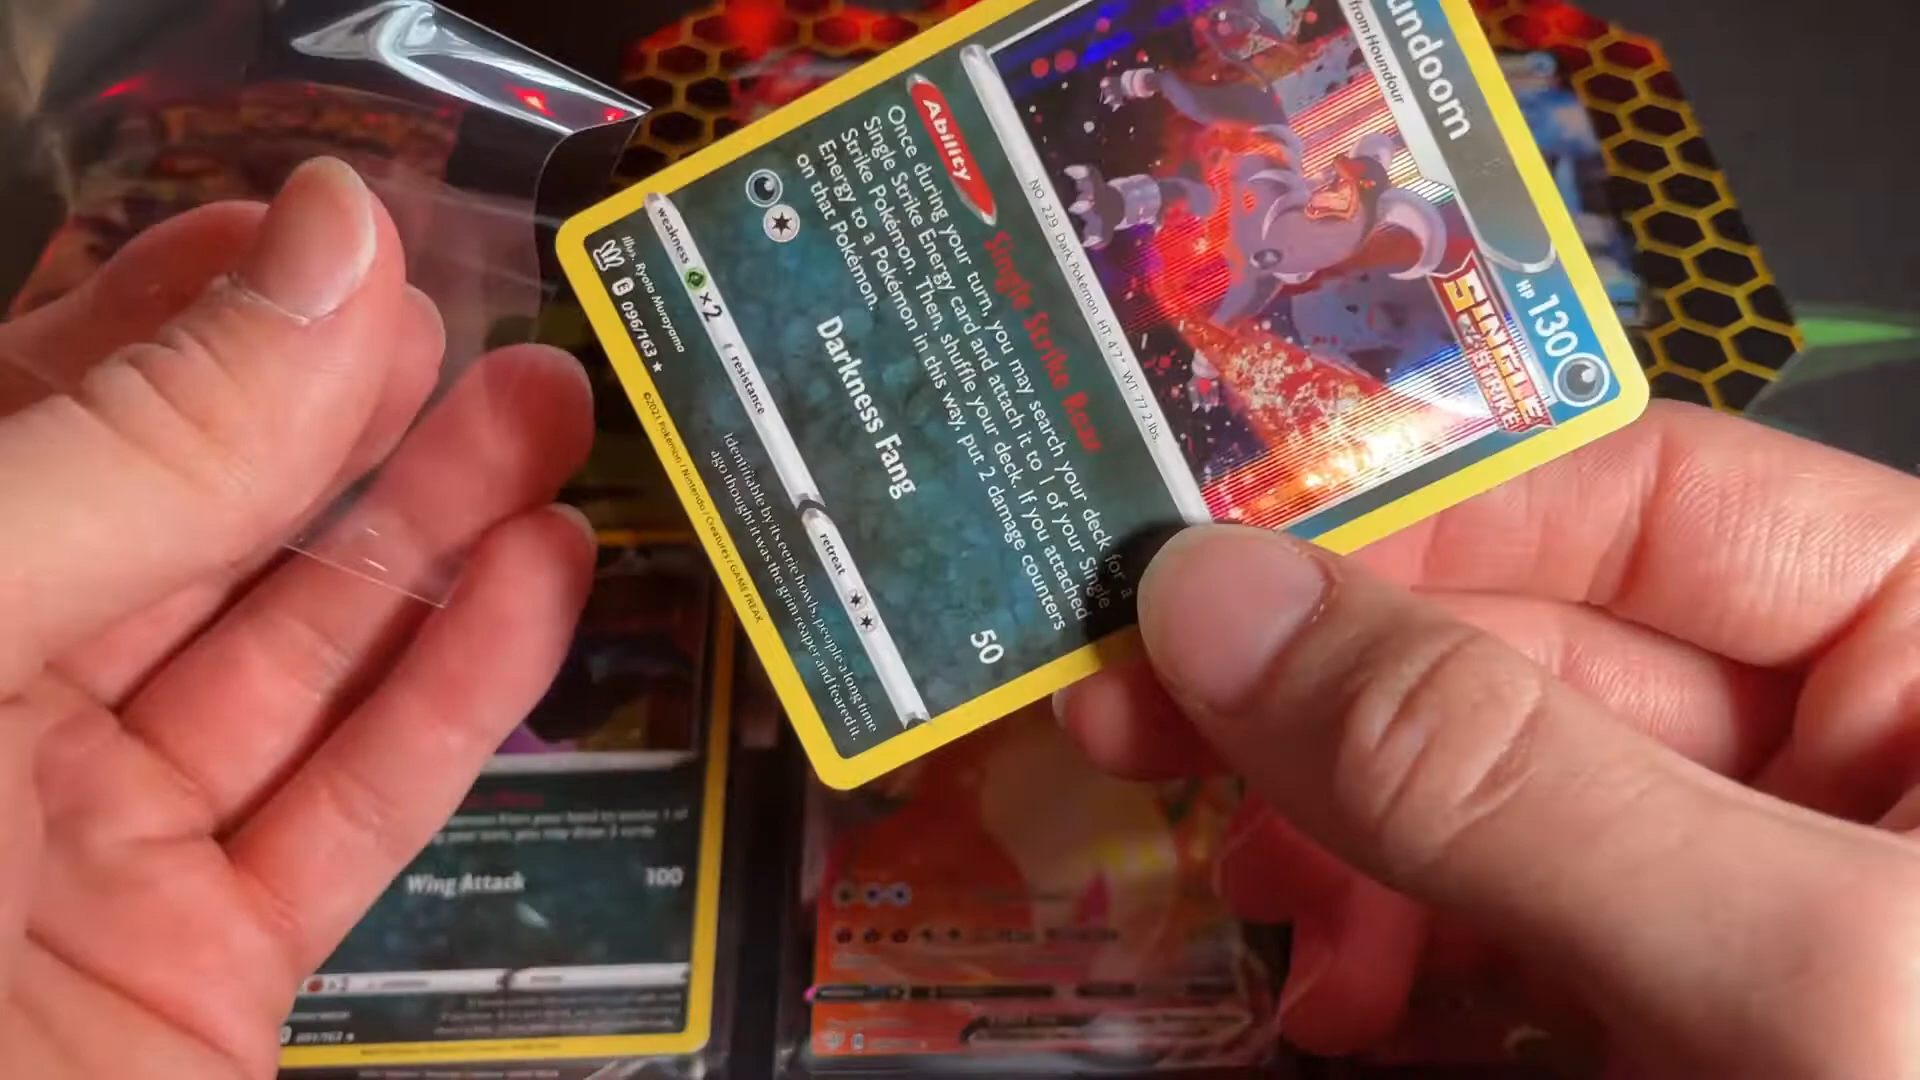 undoom
from Houndour
HP 130
SINGLE
STRIKE
NO. 229 Dark Pokémon HT: 4'7" WT: 77.2 lbs.
Ability
Single Strike Roar
Once during your turn, you may search your deck for a
Single Strike Energy card and attach it to 1 of your Single
Strike Pokémon. Then, shuffle your deck. If you attached
Energy to a Pokémon in this way, put 2 damage counters
on that Pokémon.
Darkness Fang 50
weakness ×2
resistance
retreat
Illus. Ryota Murayama
E 096/163 ★
Identifiable by its eerie howls, people a long time
ago thought it was the grim reaper and feared it.
©2021 Pokémon / Nintendo / Creatures / GAME FREAK
Wing Attack 100